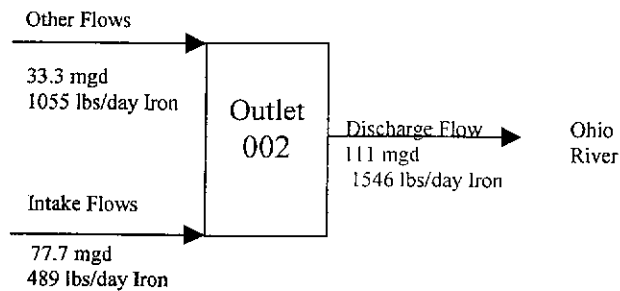 Other Flows
33.3 mgd
1055 lbs/day Iron
Outlet
002
Discharge Flow
111 mgd
1546 lbs/day Iron
Ohio
River
Intake Flows
77.7 mgd
489 lbs/day Iron